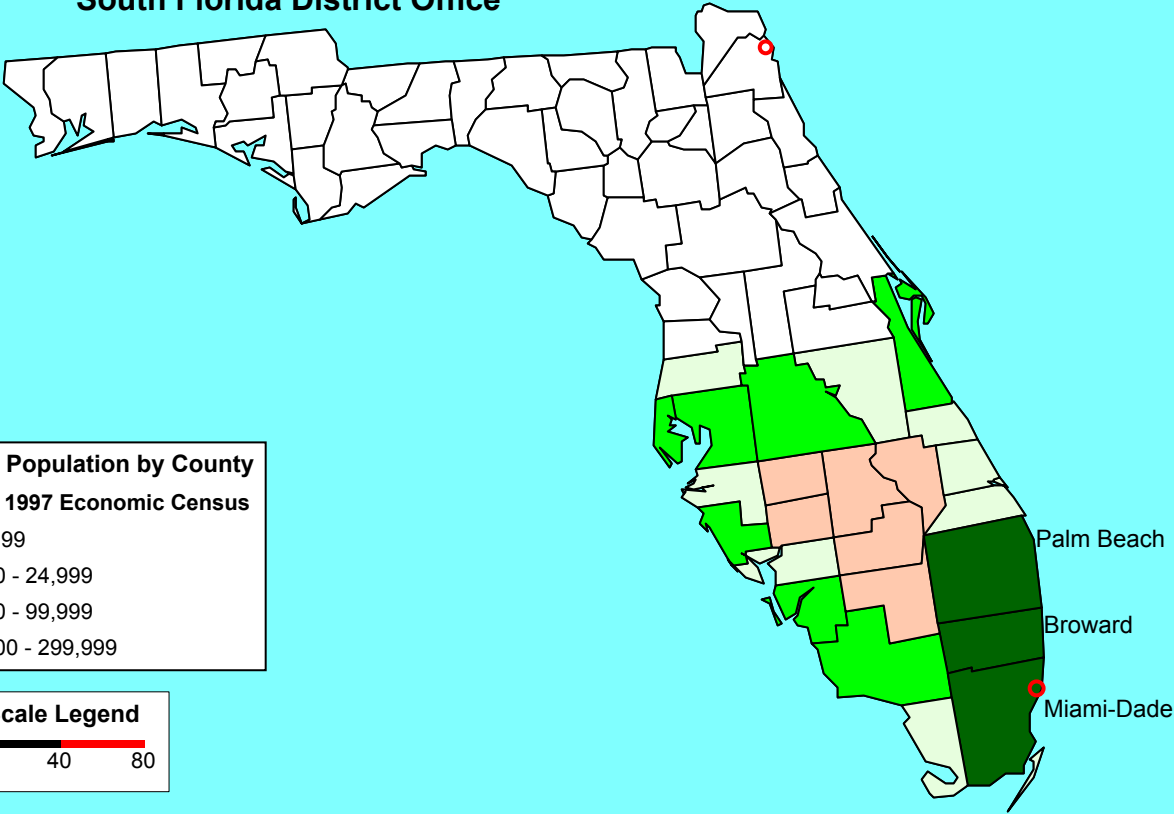 South Florida District Office
Population by County
1997 Economic Census
99
0 - 24,999
0 - 99,999
00 - 299,999
cale Legend
40 80
Palm Beach
Broward
Miami-Dade